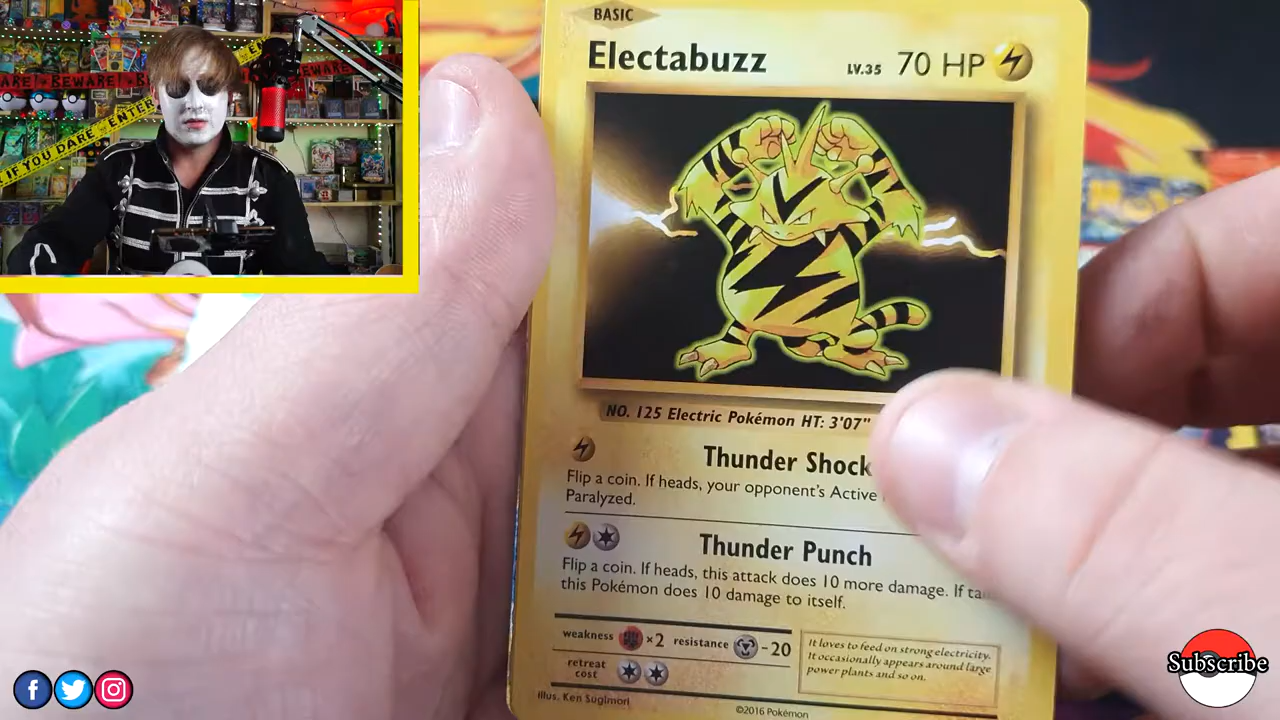 BEWARE BEWARE
IF YOU DARE ENTER
BASIC
Electabuzz LV.35 70 HP
NO. 125 Electric Pokémon HT: 3'07"
Thunder Shock
Flip a coin. If heads, your opponent's Active
Paralyzed.
Thunder Punch
Flip a coin. If heads, this attack does 10 more damage. If ta
this Pokémon does 10 damage to itself.
weakness ×2 resistance -20
retreat
cost
It loves to feed on strong electricity.
It occasionally appears around large
power plants and so on.
Illus. Ken Sugimori
©2016 Pokémon
Subscribe